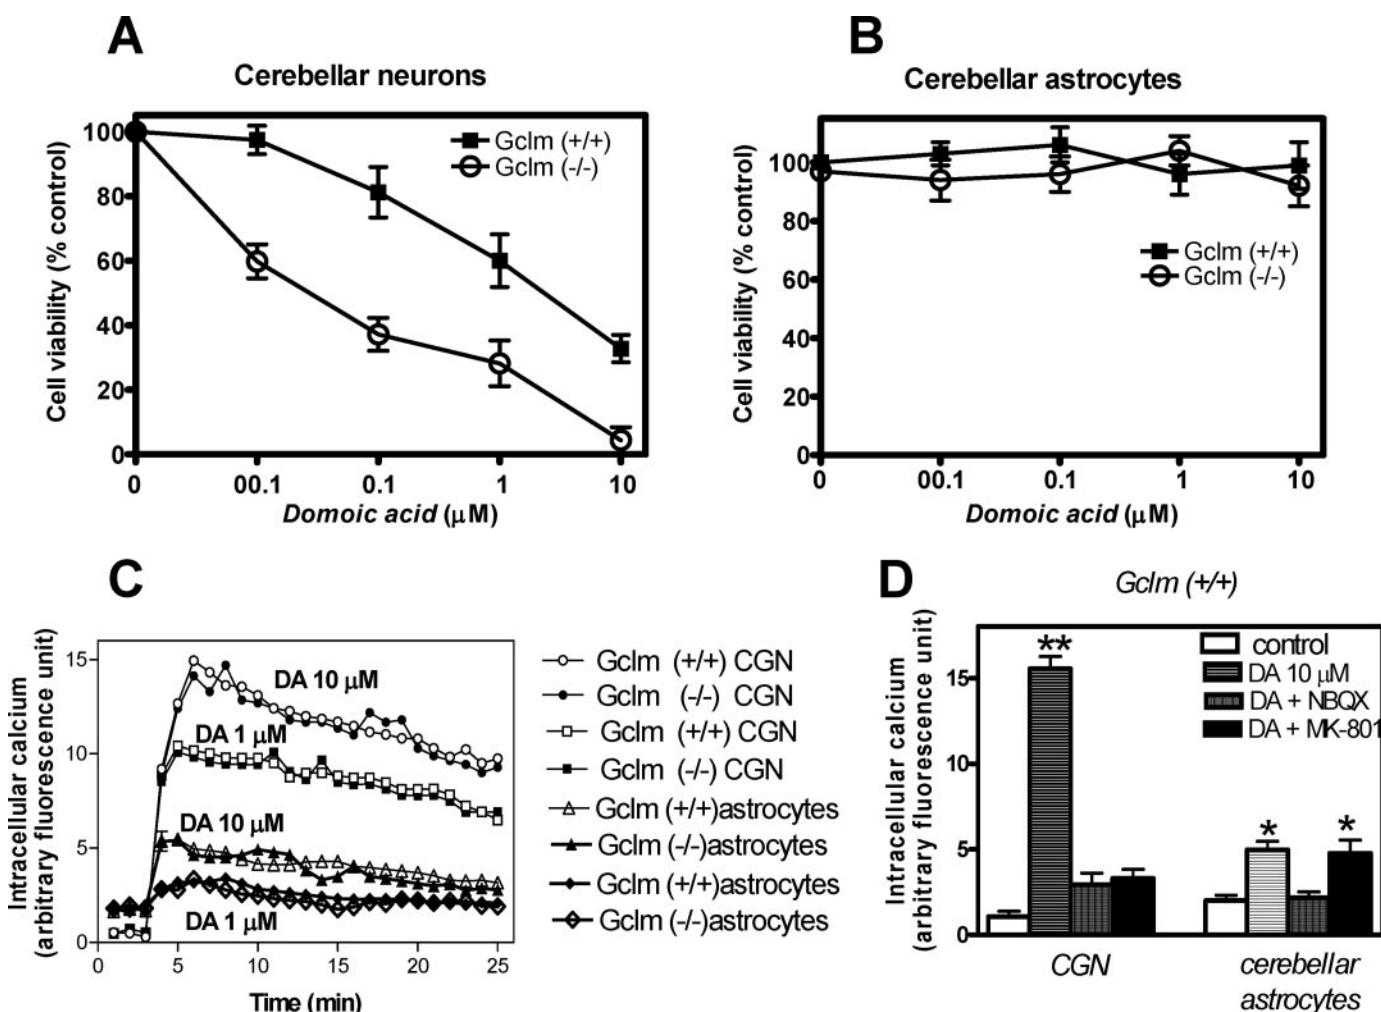 A
Cerebellar neurons
Cell viability (% control)
100
80
60
40
20
0
Gclm (+/+)
Gclm (-/-)
0 00.1 0.1 1 10
Domoic acid (μM)
B
Cerebellar astrocytes
Cell viability (% control)
100
80
60
40
20
0
Gclm (+/+)
Gclm (-/-)
0 00.1 0.1 1 10
Domoic acid (μM)
C
Intracellular calcium
(arbitrary fluorescence unit)
15
10
5
0
DA 10 μM
DA 1 μM
DA 10 μM
DA 1 μM
0 5 10 15 20 25
Time (min)
Gclm (+/+) CGN
Gclm (-/-) CGN
Gclm (+/+) CGN
Gclm (-/-) CGN
Gclm (+/+)astrocytes
Gclm (-/-)astrocytes
Gclm (+/+)astrocytes
Gclm (-/-)astrocytes
D
Gclm (+/+)
Intracellular calcium
(arbitrary fluorescence unit)
15
10
5
0
**
*
*
control
DA 10 μM
DA + NBQX
DA + MK-801
CGN
cerebellar
astrocytes